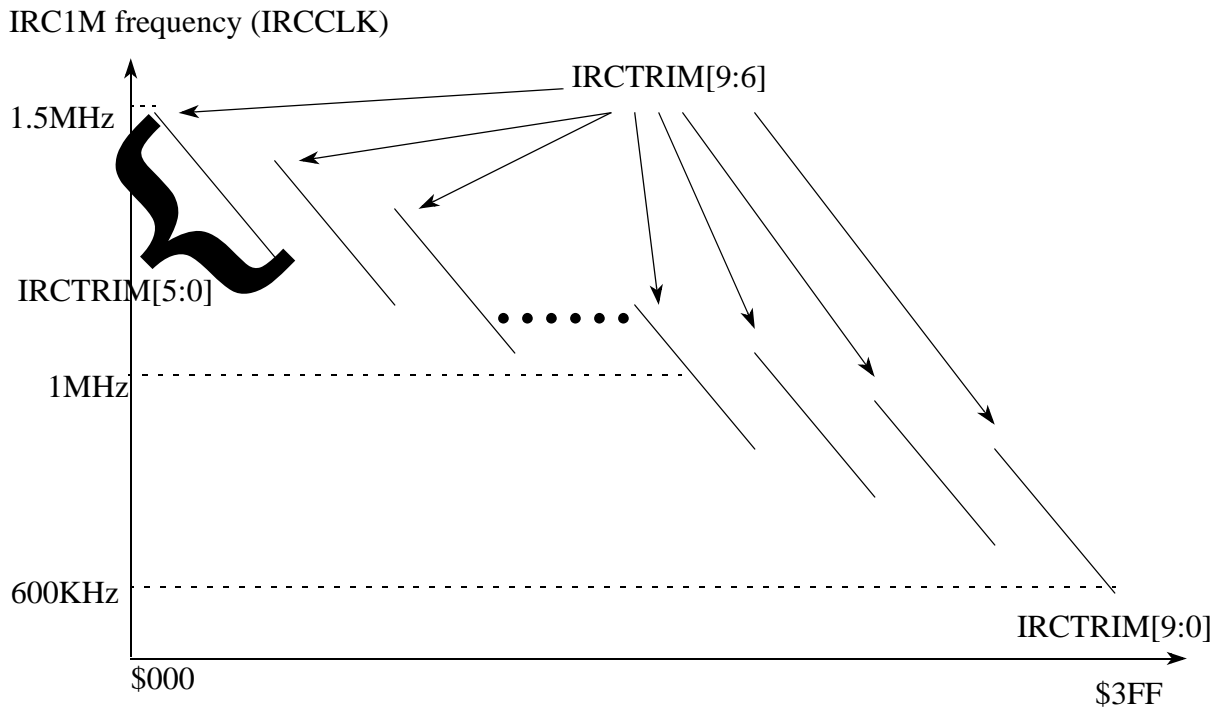 IRC1M frequency (IRCCLK)
IRCTRIM[9:6]
1.5MHz
IRCTRIM[5:0]
1MHz
600KHz
IRCTRIM[9:0]
$000
$3FF